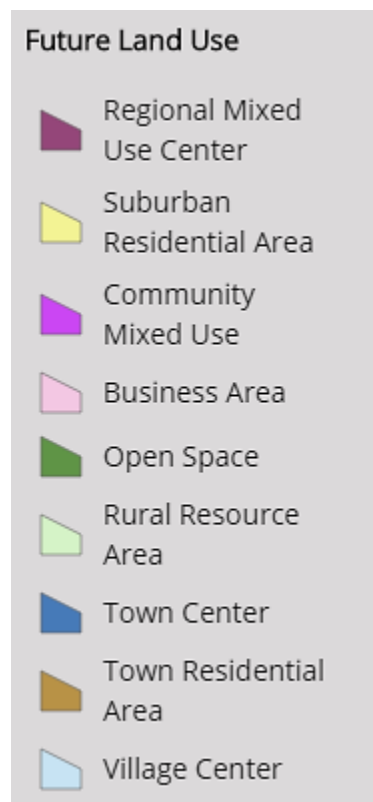 Future Land Use
Regional Mixed
Use Center
Suburban
Residential Area
Community
Mixed Use
Business Area
Open Space
Rural Resource
Area
Town Center
Town Residential
Area
Village Center